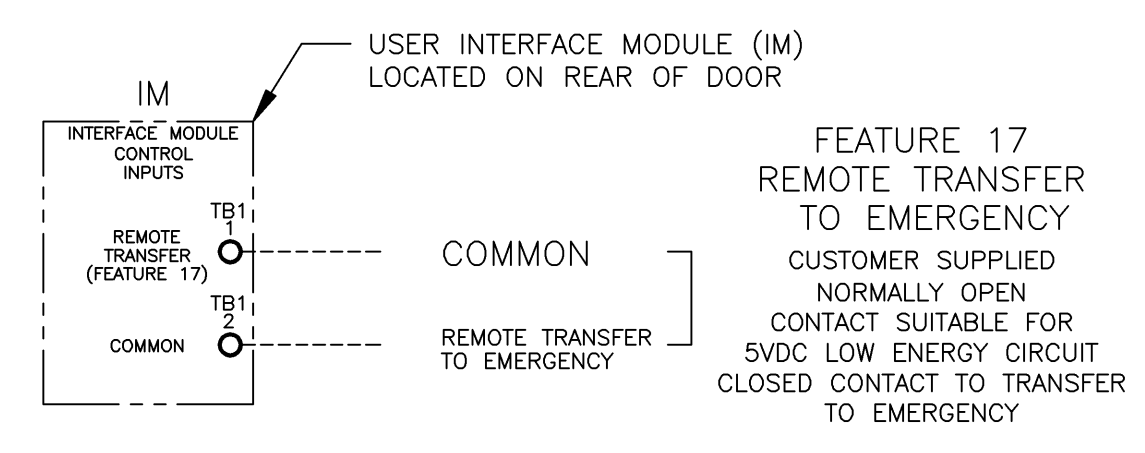 USER INTERFACE MODULE (IM)
LOCATED ON REAR OF DOOR
IM
INTERFACE MODULE
CONTROL
INPUTS
TB1
1
REMOTE
TRANSFER
(FEATURE 17)
TB1
2
COMMON
COMMON
REMOTE TRANSFER
TO EMERGENCY
FEATURE 17
REMOTE TRANSFER
TO EMERGENCY
CUSTOMER SUPPLIED
NORMALLY OPEN
CONTACT SUITABLE FOR
5VDC LOW ENERGY CIRCUIT
CLOSED CONTACT TO TRANSFER
TO EMERGENCY